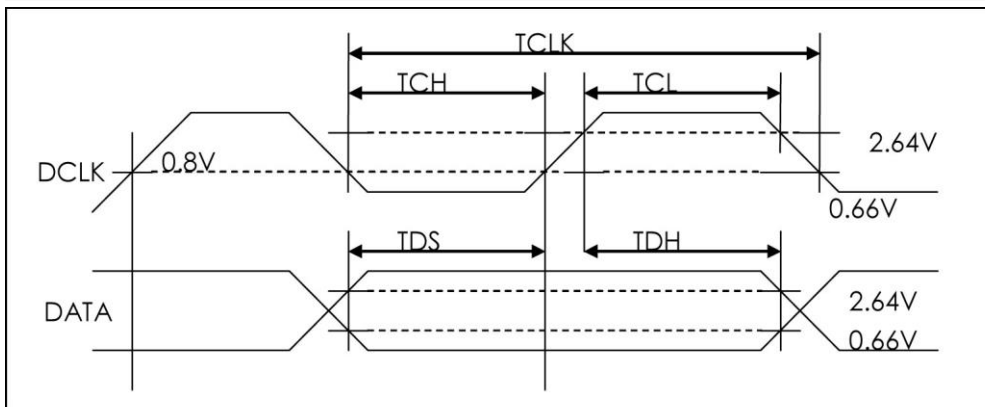 TCLK
TCH TCL
2.64V
DCLK 0.8V
0.66V
TDS TDH
DATA 2.64V
0.66V